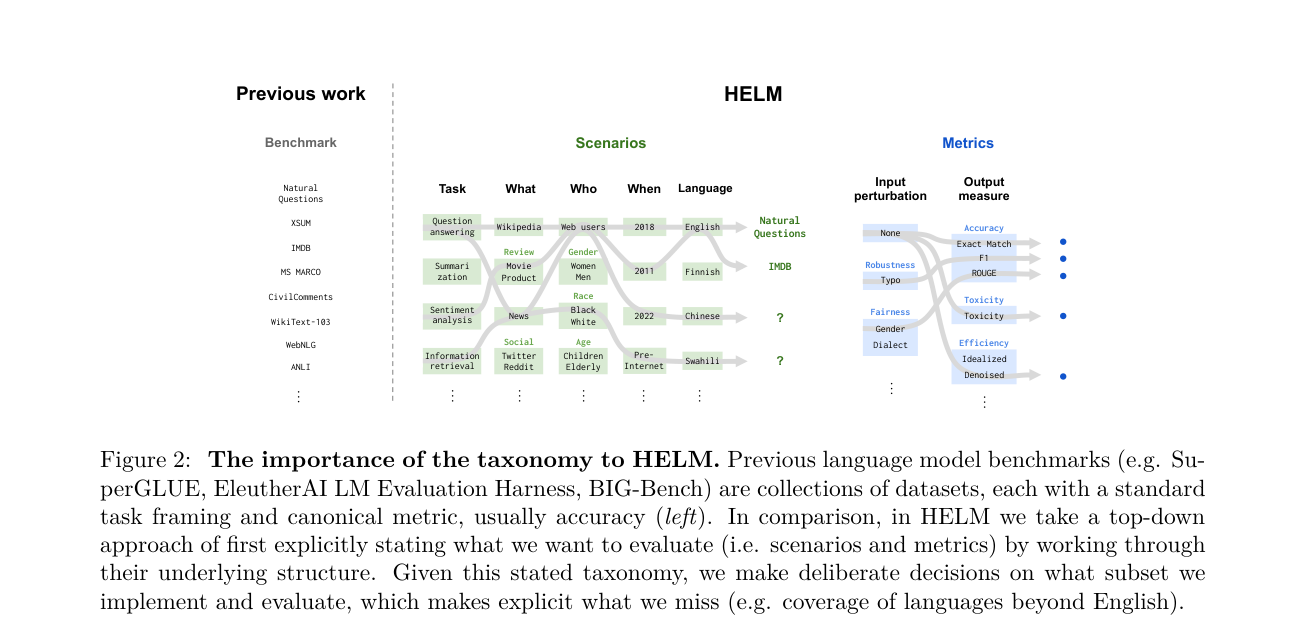 Previous work
HELM
Benchmark
Scenarios
Metrics
Natural
Questions
XSUM
IMDB
MS MARCO
CivilComments
WikiText-103
WebNLG
ANLI
⋮
Task
What
Who
When
Language
Question
answering
Wikipedia
Web users
2018
English
Natural
Questions
Review
Gender
Summari
zation
Movie
Product
Women
Men
2011
Finnish
IMDB
Race
Sentiment
analysis
News
Black
White
2022
Chinese
?
Social
Age
Information
retrieval
Twitter
Reddit
Children
Elderly
Pre-
Internet
Swahili
?
⋮ ⋮ ⋮ ⋮ ⋮
Input
perturbation
None
Robustness
Typo
Fairness
Gender
Dialect
⋮
Output
measure
Accuracy
Exact Match
F1
ROUGE
Toxicity
Toxicity
Efficiency
Idealized
Denoised
⋮
Figure 2: The importance of the taxonomy to HELM. Previous language model benchmarks (e.g. Su-
perGLUE, EleutherAI LM Evaluation Harness, BIG-Bench) are collections of datasets, each with a standard
task framing and canonical metric, usually accuracy (left). In comparison, in HELM we take a top-down
approach of first explicitly stating what we want to evaluate (i.e. scenarios and metrics) by working through
their underlying structure. Given this stated taxonomy, we make deliberate decisions on what subset we
implement and evaluate, which makes explicit what we miss (e.g. coverage of languages beyond English).